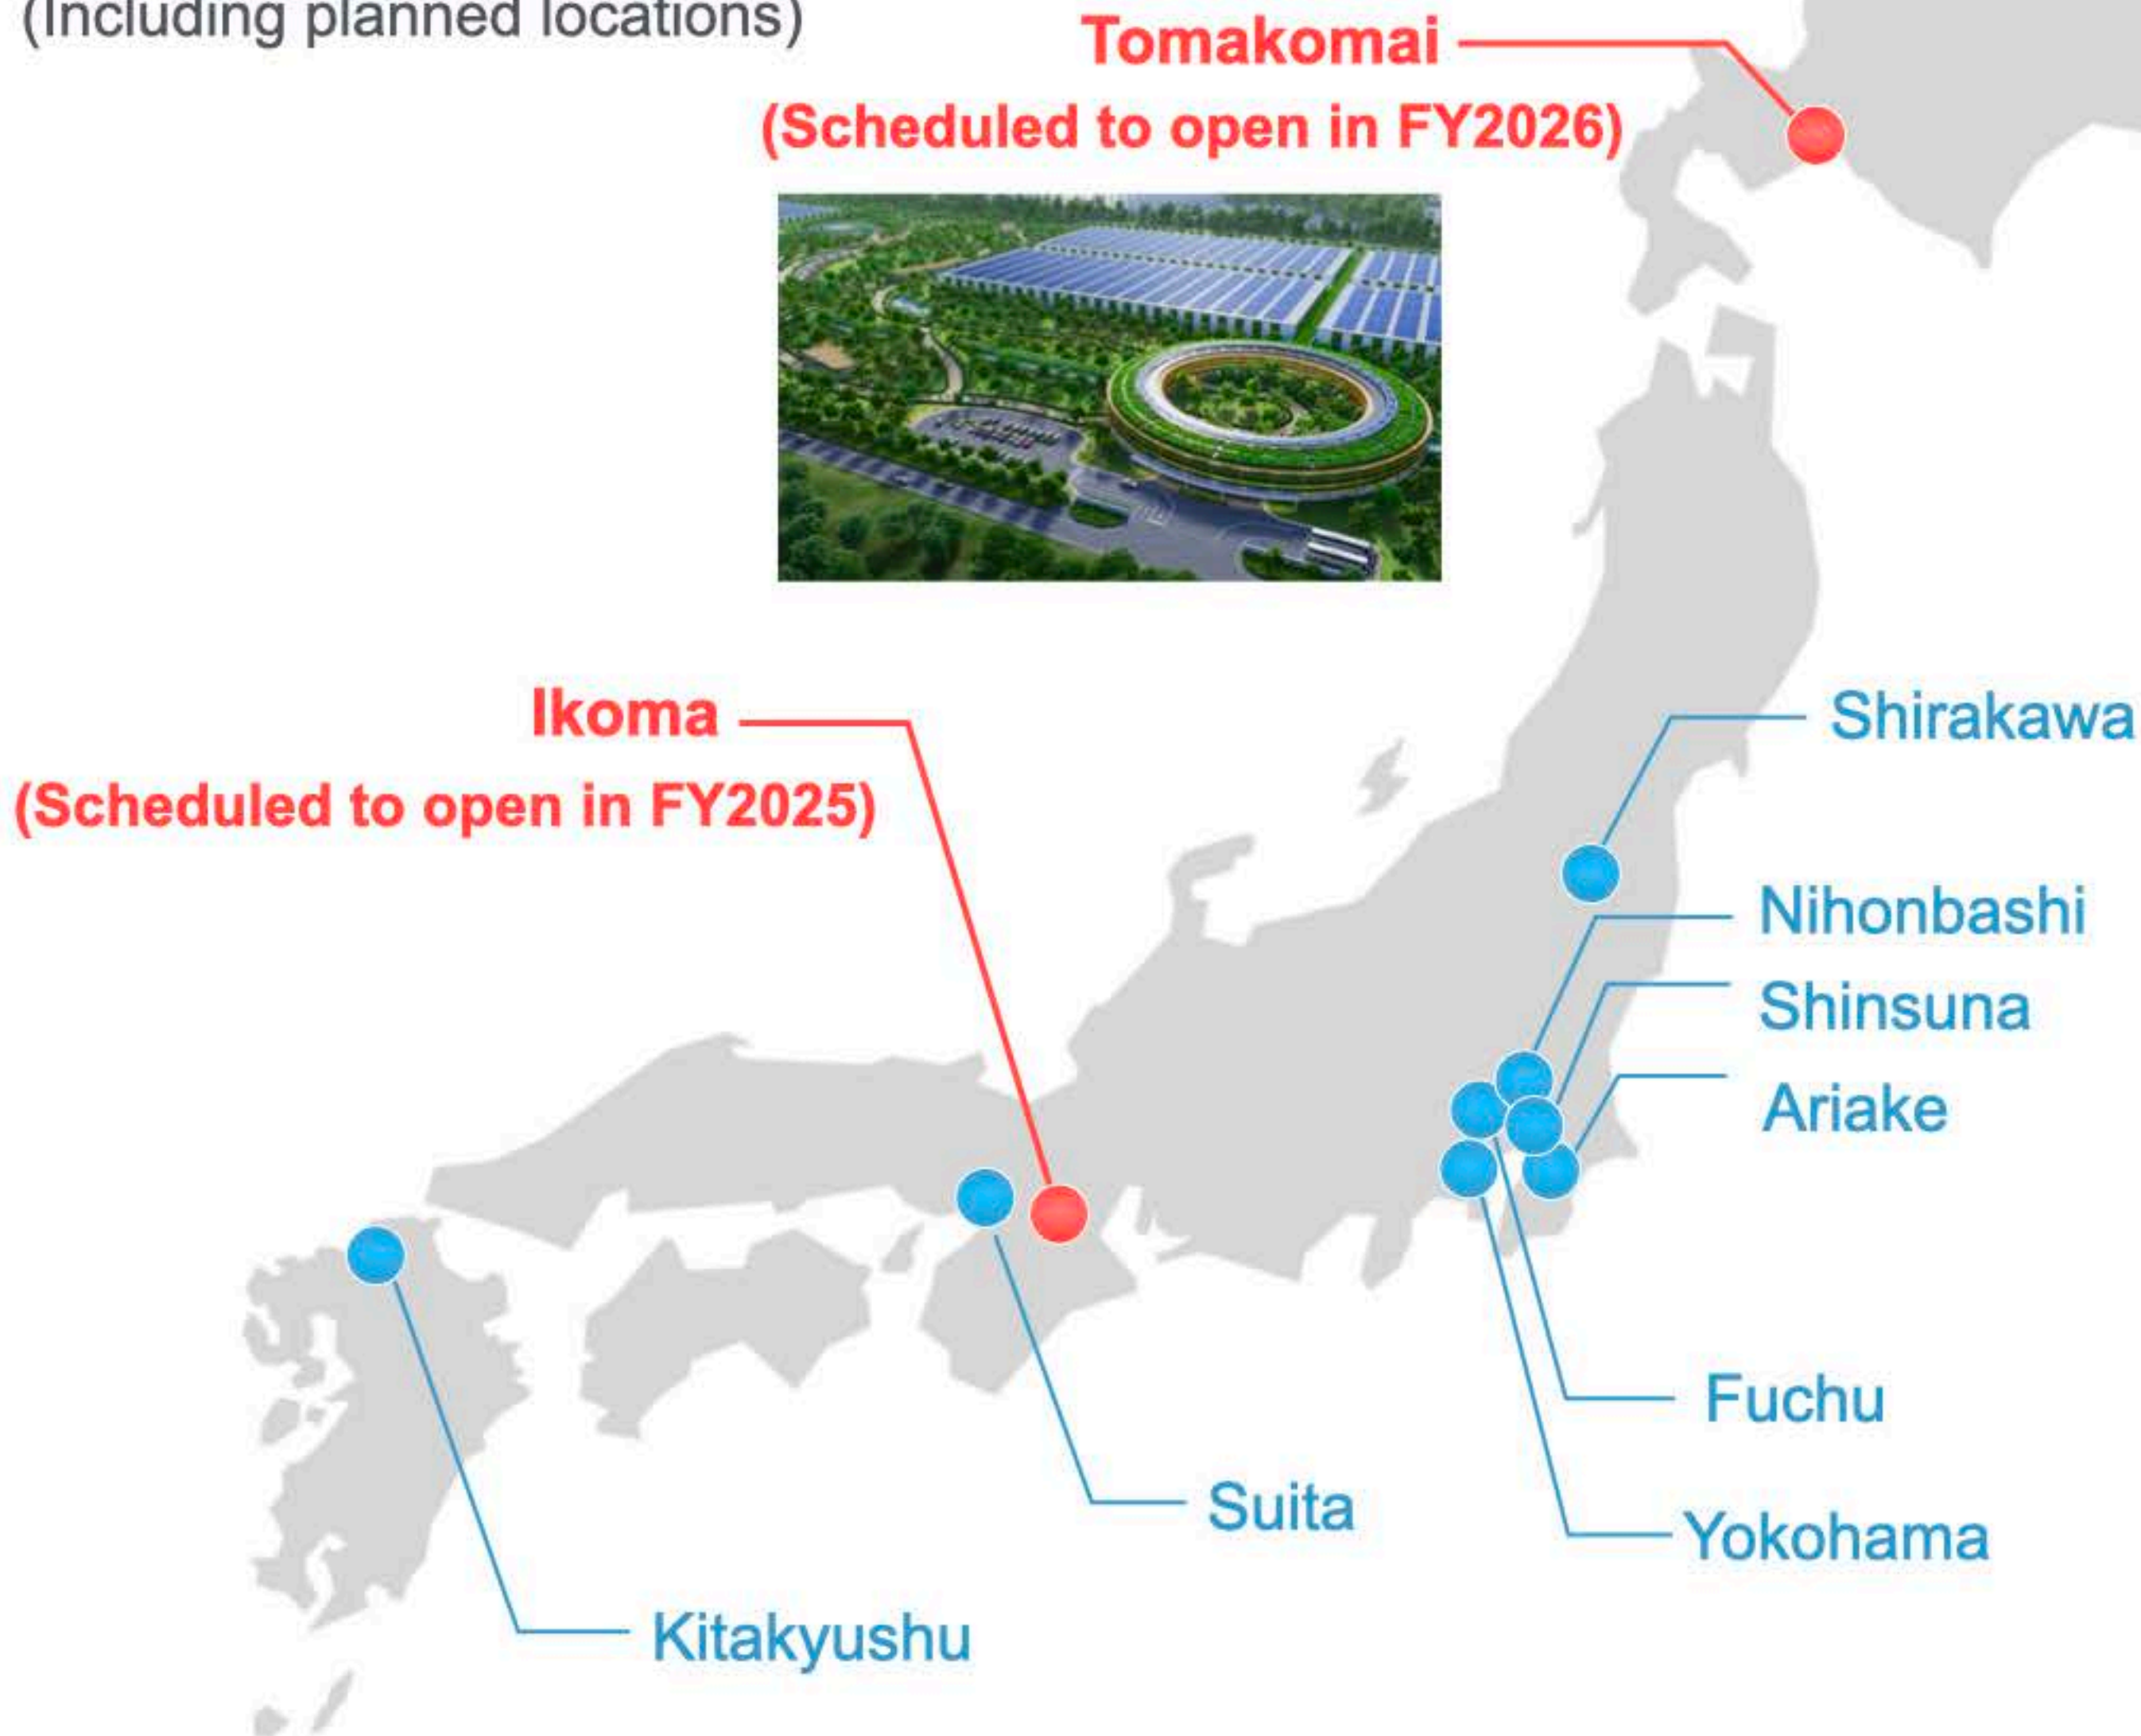 (Including planned locations)
Tomakomai
(Scheduled to open in FY2026)
Ikoma
(Scheduled to open in FY2025)
Shirakawa
Nihonbashi
Shinsuna
Ariake
Fuchu
Suita
Yokohama
Kitakyushu